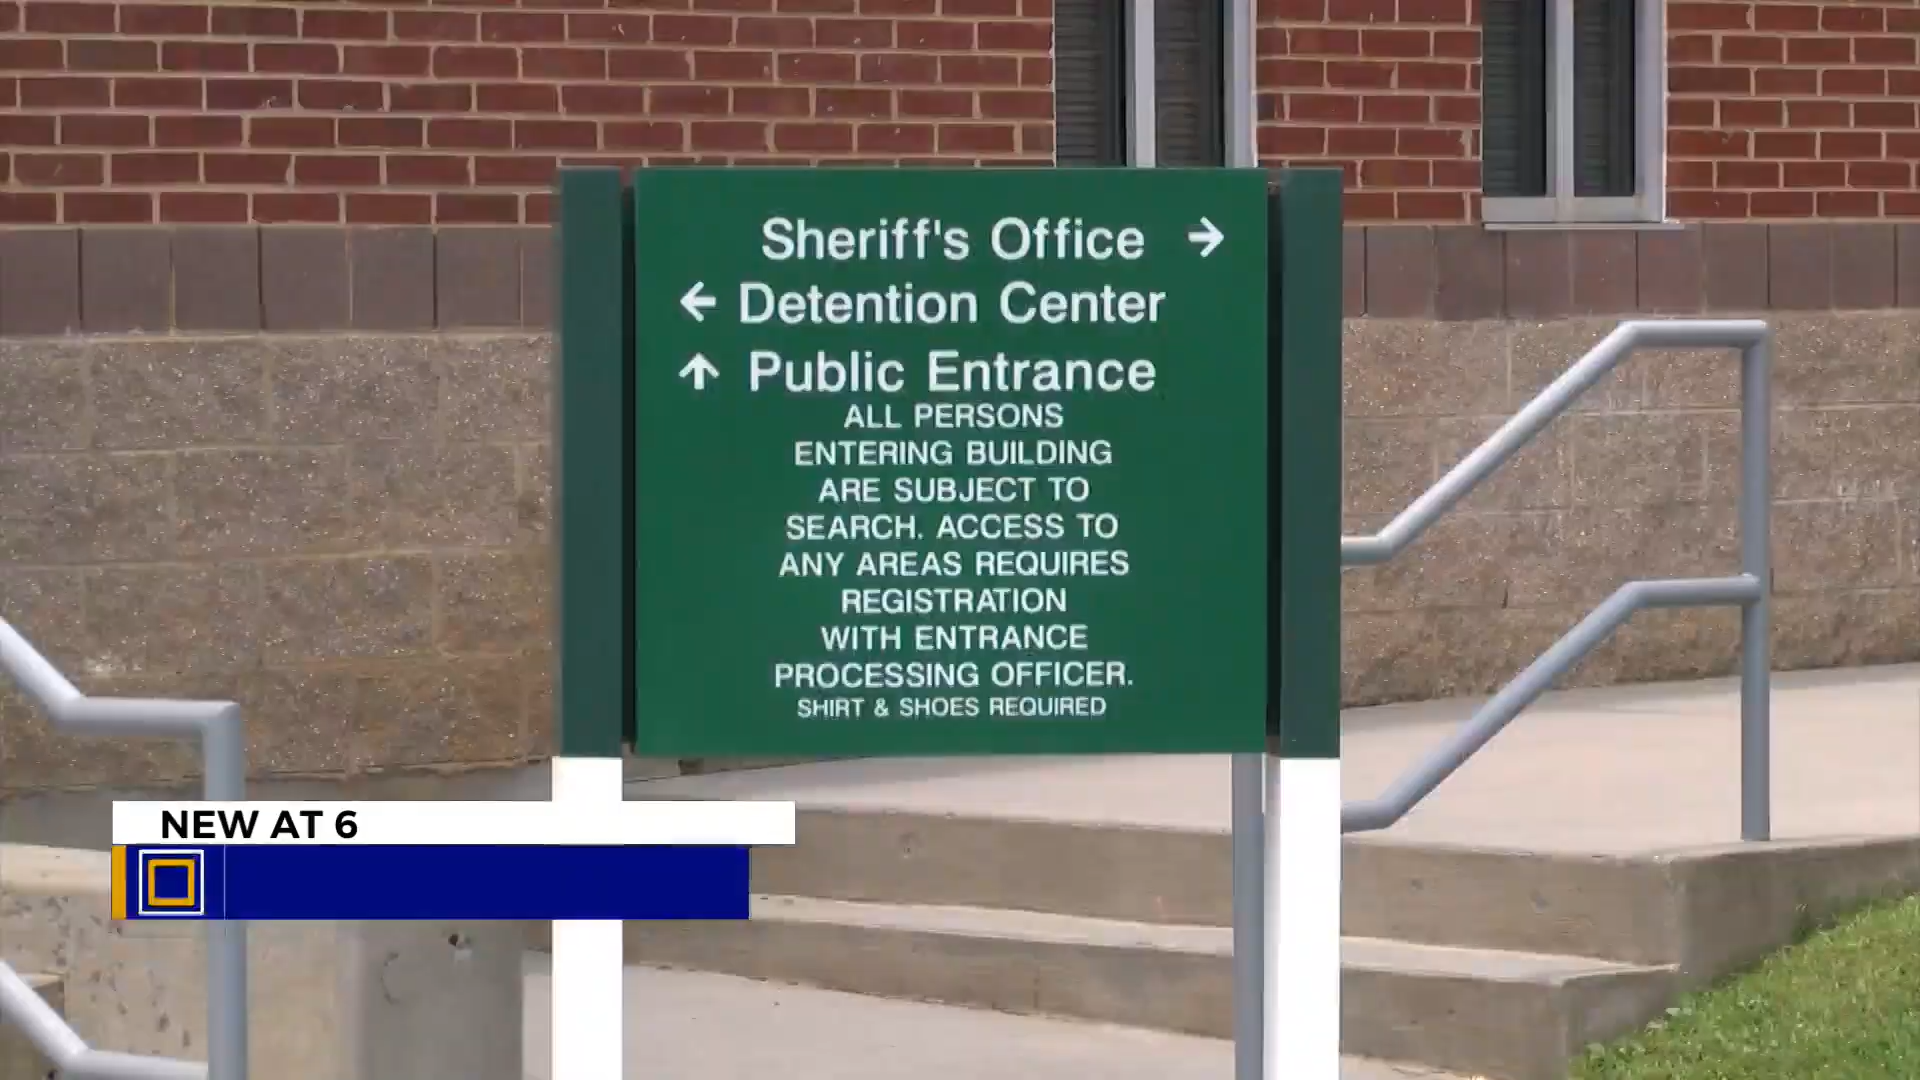 Sheriff's Office →
← Detention Center
↑ Public Entrance
ALL PERSONS
ENTERING BUILDING
ARE SUBJECT TO
SEARCH. ACCESS TO
ANY AREAS REQUIRES
REGISTRATION
WITH ENTRANCE
PROCESSING OFFICER.
SHIRT & SHOES REQUIRED
NEW AT 6